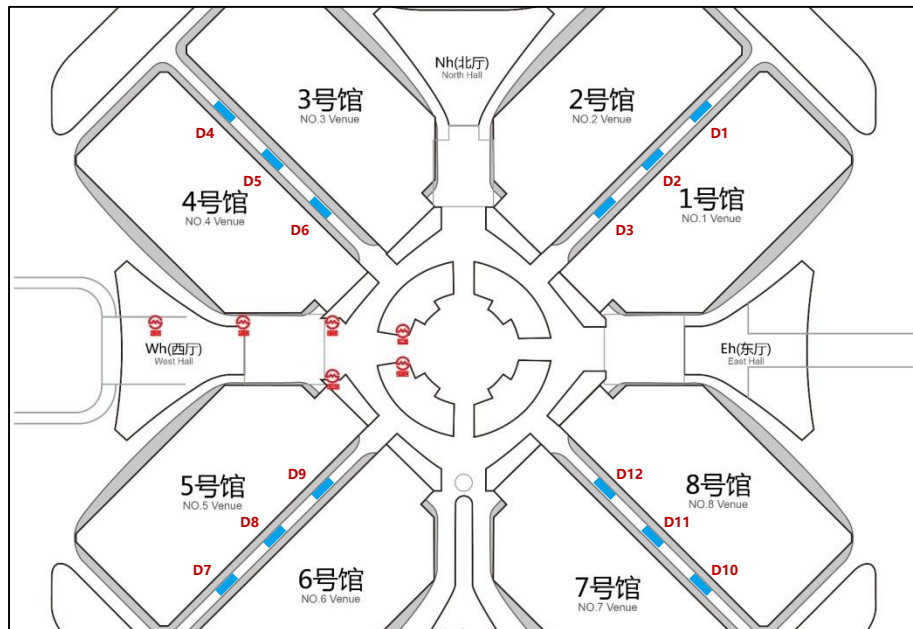 Nh(北厅)
North Hall
3号馆
NO.3 Venue
2号馆
NO.2 Venue
D4
D1
D5
D2
4号馆
NO.4 Venue
1号馆
NO.1 Venue
D6
D3
Wh(西厅)
West Hall
Eh(东厅)
East Hall
5号馆
NO.5 Venue
D9
D12
8号馆
NO.8 Venue
D8
D11
D7
D10
6号馆
NO.6 Venue
7号馆
NO.7 Venue